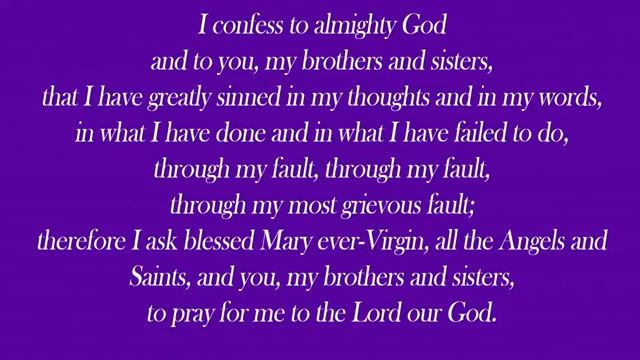 I confess to almighty God
and to you, my brothers and sisters,
that I have greatly sinned in my thoughts and in my words,
in what I have done and in what I have failed to do,
through my fault, through my fault,
through my most grievous fault;
therefore I ask blessed Mary ever-Virgin, all the Angels and
Saints, and you, my brothers and sisters,
to pray for me to the Lord our God.